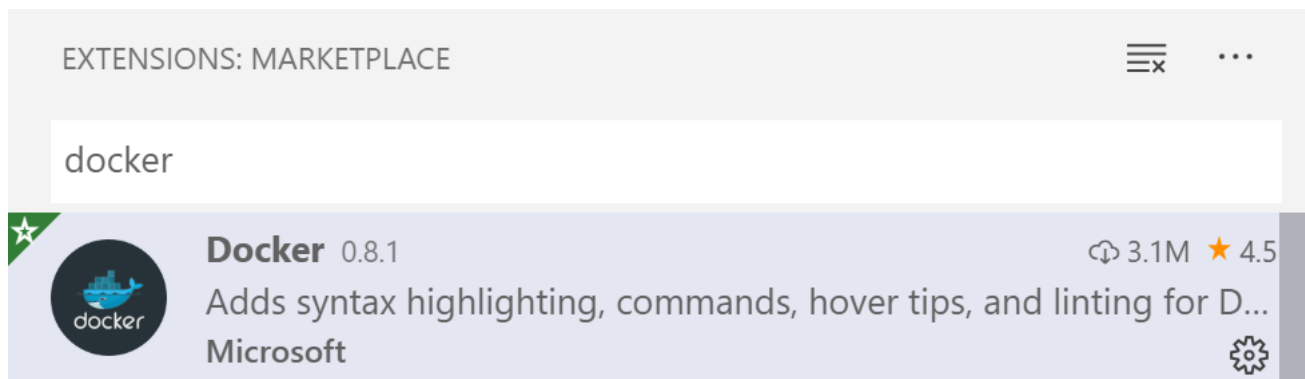 EXTENSIONS: MARKETPLACE
docker
Docker 0.8.1 3.1M 4.5
Adds syntax highlighting, commands, hover tips, and linting for D...
docker
Microsoft